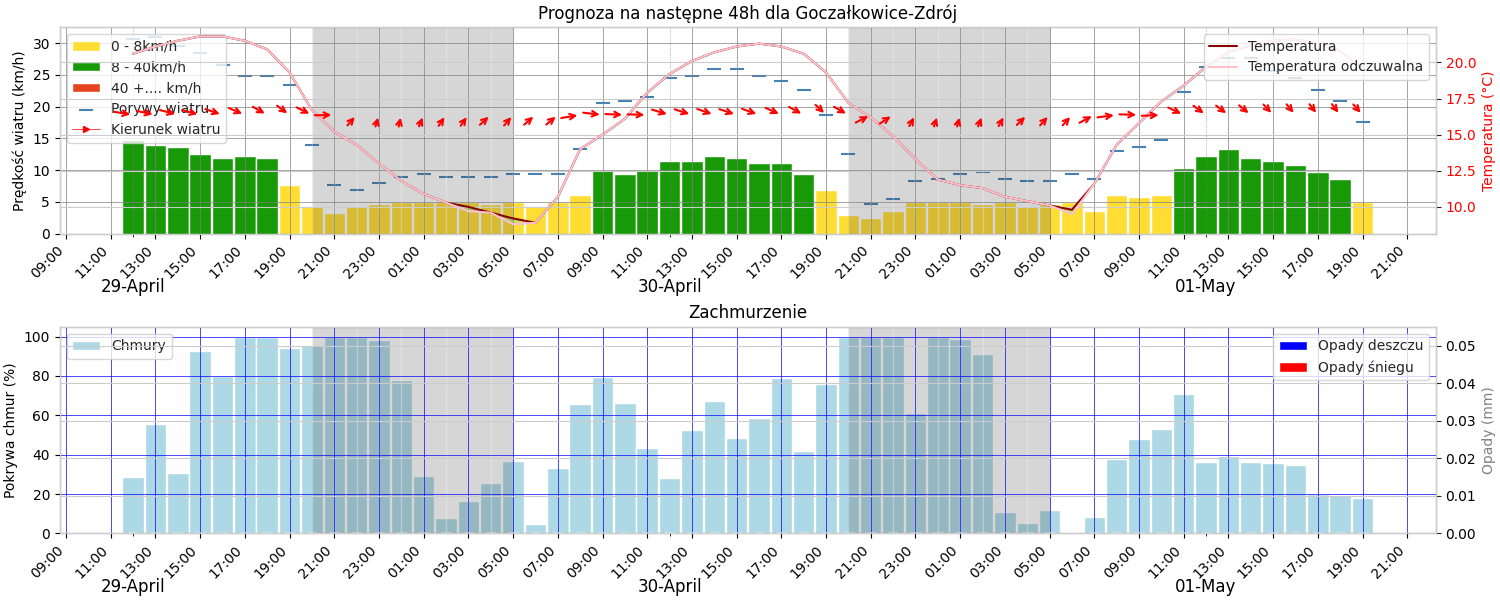 Prognoza na następne 48h dla Goczałkowice-Zdrój
Prędkość wiatru (km/h)
30
25
20
15
10
5
0
0 - 8km/h
8 - 40km/h
40 +.... km/h
Porywy wiatru
Kierunek wiatru
Temperatura
Temperatura odczuwalna
20.0
17.5
15.0
12.5
10.0
Temperatura (°C)
09:00 11:00 13:00 15:00 17:00 19:00 21:00 23:00 01:00 03:00 05:00 07:00 09:00 11:00 13:00 15:00 17:00 19:00 21:00 23:00 01:00 03:00 05:00 07:00 09:00 11:00 13:00 15:00 17:00 19:00 21:00
29-April 30-April 01-May
Zachmurzenie
Pokrywa chmur (%)
100
80
60
40
20
0
Chmury
Opady deszczu
Opady śniegu
0.05
0.04
0.03
0.02
0.01
0.00
Opady (mm)
09:00 11:00 13:00 15:00 17:00 19:00 21:00 23:00 01:00 03:00 05:00 07:00 09:00 11:00 13:00 15:00 17:00 19:00 21:00 23:00 01:00 03:00 05:00 07:00 09:00 11:00 13:00 15:00 17:00 19:00 21:00
29-April 30-April 01-May